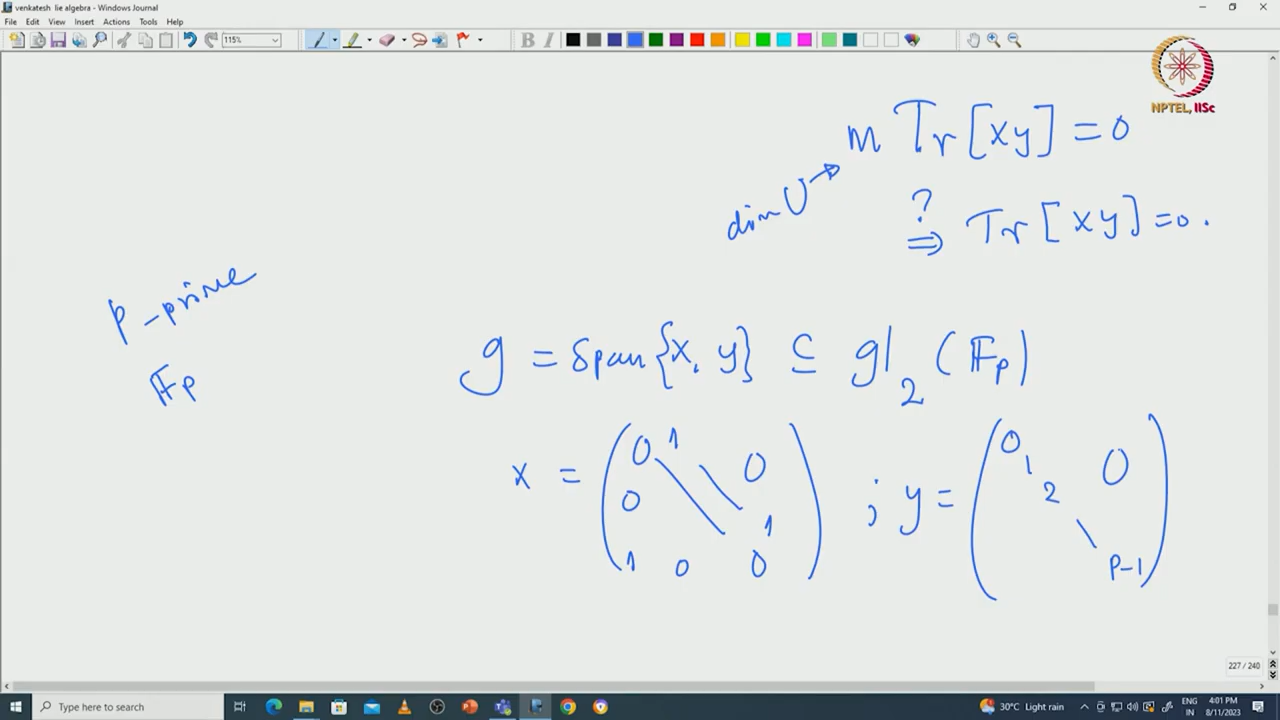 venkatesh lie algebra - Windows Journal
File Edit View Insert Actions Tools Help
115%
NPTEL, IISc
m Tr [xy] = 0
dim U →
? ⇒ Tr [xy] = 0.
p - prime
𝔽p
g = Span{x, y} ⊆ gl2 (𝔽p)
x = ( 0 1 0
0
1
1 0 0 ) ; y = ( 0
1
2 0
p-1 )
227 / 240
Type here to search
30°C Light rain
ENG
IN
4:01 PM
8/11/2023